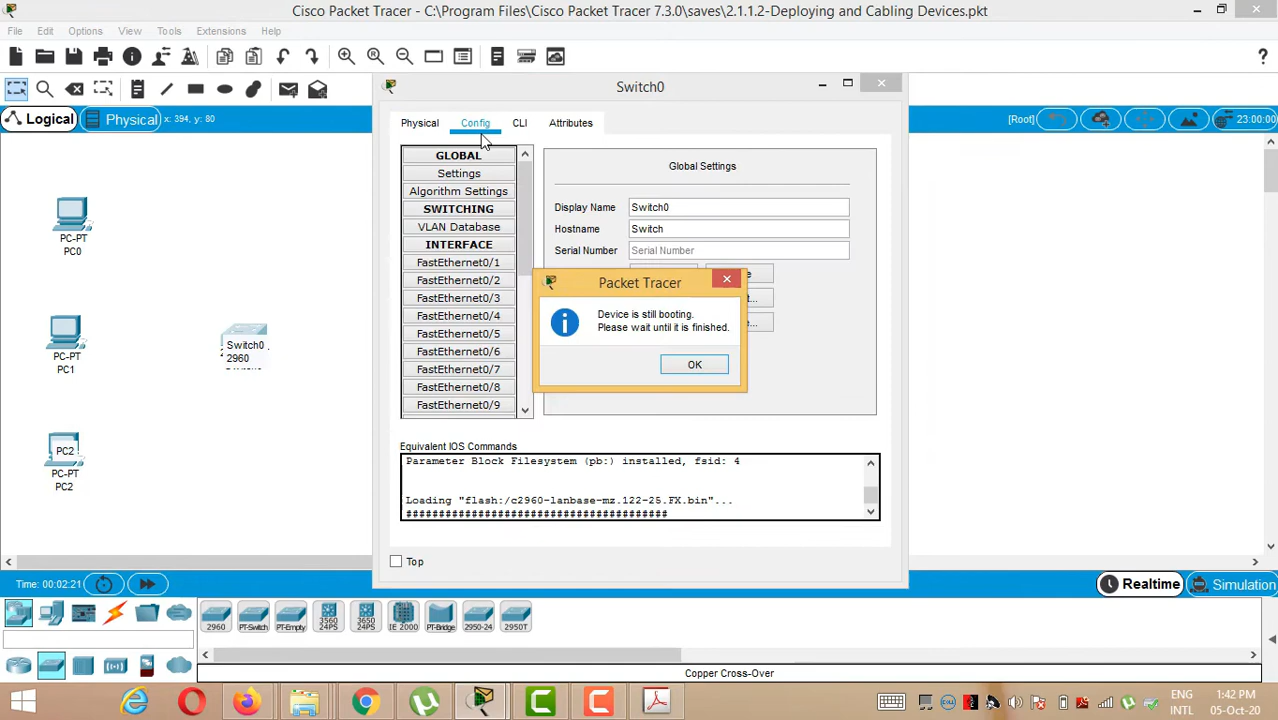 Cisco Packet Tracer - C:\Program Files\Cisco Packet Tracer 7.3.0\saves\2.1.1.2-Deploying and Cabling Devices.pkt
File Edit Options View Tools Extensions Help
Switch0
Logical Physical x: 394, y: 80
[Root] 23:00:00
Physical Config CLI Attributes
GLOBAL
Settings
Algorithm Settings
SWITCHING
VLAN Database
INTERFACE
FastEthernet0/1
FastEthernet0/2
FastEthernet0/3
FastEthernet0/4
FastEthernet0/5
FastEthernet0/6
FastEthernet0/7
FastEthernet0/8
FastEthernet0/9
Global Settings
Display Name Switch0
Hostname Switch
Serial Number Serial Number
Packet Tracer
Device is still booting.
Please wait until it is finished.
OK
PC-PT
PC0
PC-PT
PC1
Switch0
2960
PC2
PC-PT
PC2
Equivalent IOS Commands
Parameter Block Filesystem (pb:) installed, fsid: 4
Loading "flash:/c2960-lanbase-mz.122-25.FX.bin"...
########################################
Top
Time: 00:02:21
Realtime Simulation
2960 PT-Switch PT-Empty 3560 24PS 3650 24PS IE 2000 PT-Bridge 2950-24 2950T
Copper Cross-Over
ENG
INTL
1:42 PM
05-Oct-20